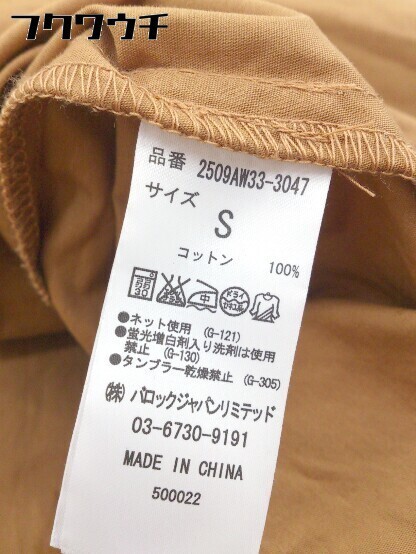 フクワウチ
品番 2509AW33-3047
サイズ
S
コットン 100%
●ネット使用 (G-121)
●蛍光増白剤入り洗剤は使用
禁止 (G-130)
●タンブラー乾燥禁止 (G-305)
㈱バロックジャパンリミテッド
03-6730-9191
MADE IN CHINA
500022